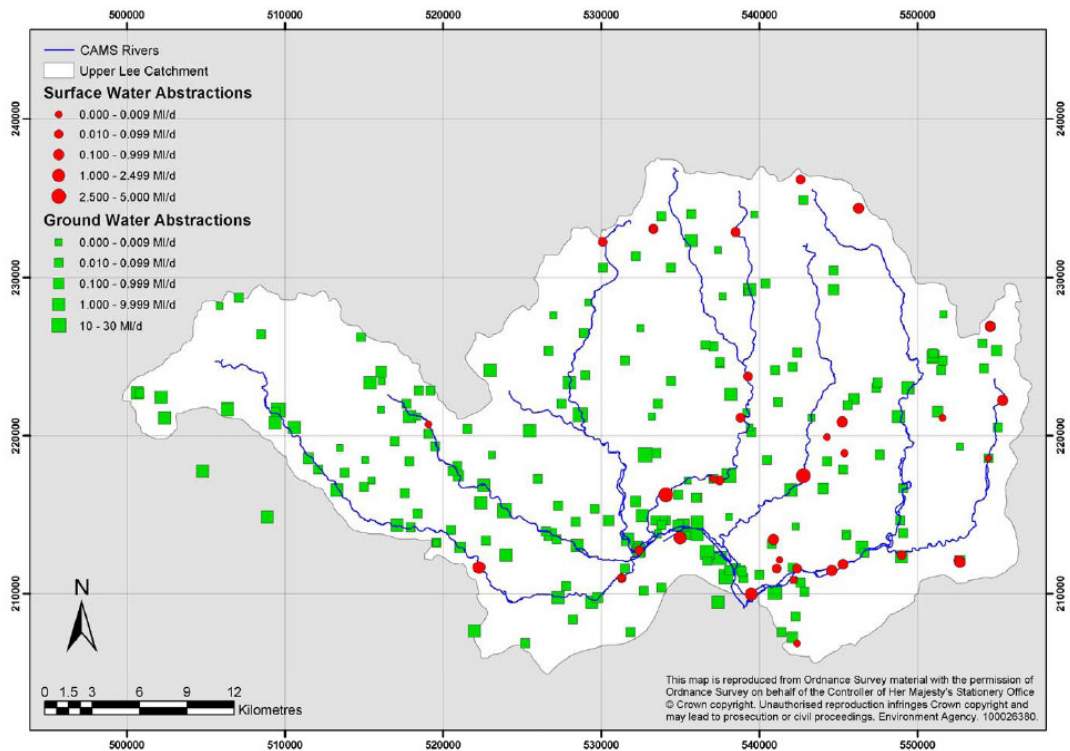 500000 510000 520000 530000 540000 550000
CAMS Rivers
Upper Lee Catchment
Surface Water Abstractions
0.000 - 0.009 Ml/d
0.010 - 0.099 Ml/d
0.100 - 0.999 Ml/d
1.000 - 2.499 Ml/d
2.500 - 5.000 Ml/d
Ground Water Abstractions
0.000 - 0.009 Ml/d
0.010 - 0.099 Ml/d
0.100 - 0.999 Ml/d
1.000 - 9.999 Ml/d
10 - 30 Ml/d
240000 240000
230000 230000
220000 220000
210000 210000
N
0 1.5 3 6 9 12
Kilometres
This map is reproduced from Ordnance Survey material with the permission of
Ordnance Survey on behalf of the Controller of Her Majesty's Stationery Office
© Crown copyright. Unauthorised reproduction infringes Crown copyright and
may lead to prosecution or civil proceedings. Environment Agency. 100026380.
500000 510000 520000 530000 540000 550000